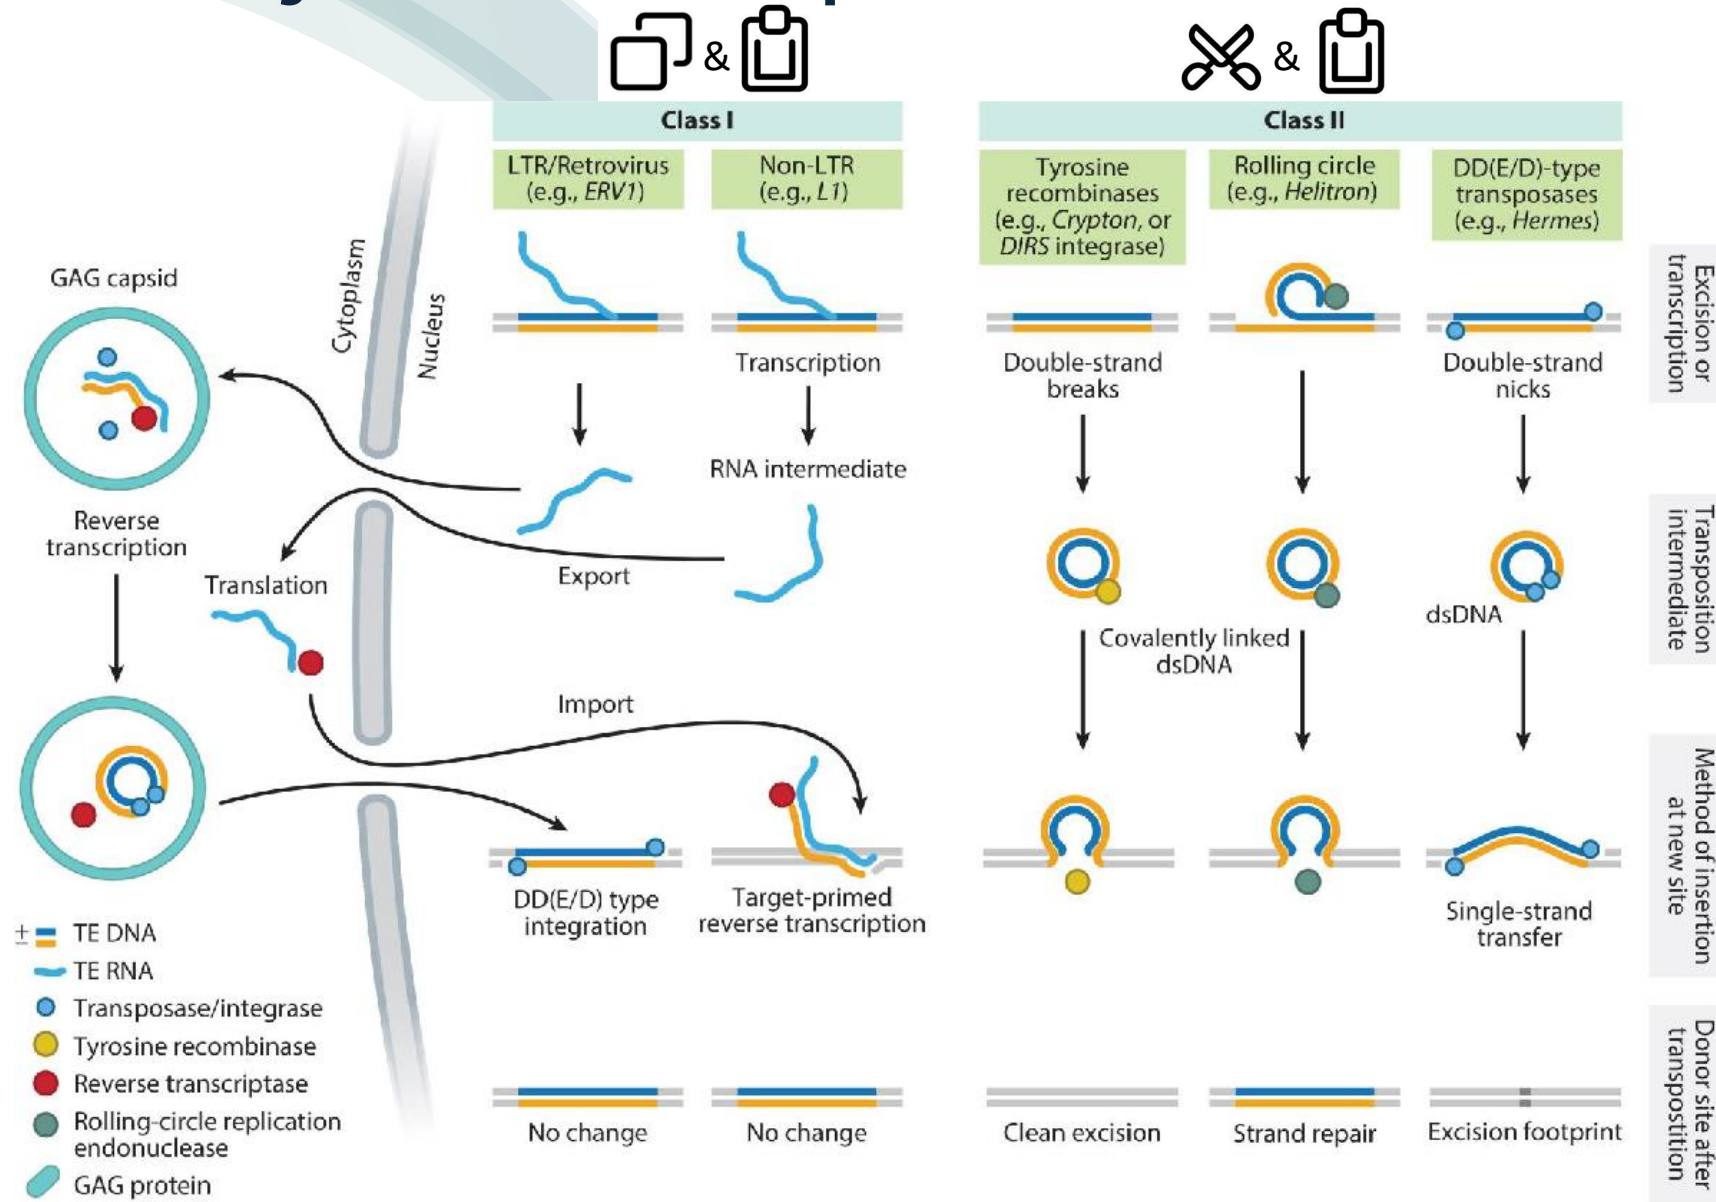 &
&
Class I
Class II
LTR/Retrovirus
(e.g., ERV1)
Non-LTR
(e.g., L1)
Tyrosine
recombinases
(e.g., Crypton, or
DIRS integrase)
Rolling circle
(e.g., Helitron)
DD(E/D)-type
transposases
(e.g., Hermes)
Excision or
transcription
GAG capsid
Cytoplasm
Nucleus
Transcription
Double-strand
breaks
Double-strand
nicks
RNA intermediate
Transposition
intermediate
Reverse
transcription
Translation
Export
Covalently linked
dsDNA
dsDNA
Import
Method of insertion
at new site
DD(E/D) type
integration
Target-primed
reverse transcription
Single-strand
transfer
± TE DNA
TE RNA
Transposase/integrase
Tyrosine recombinase
Reverse transcriptase
Rolling-circle replication
endonuclease
GAG protein
No change
No change
Clean excision
Strand repair
Excision footprint
Donor site after
transpostition